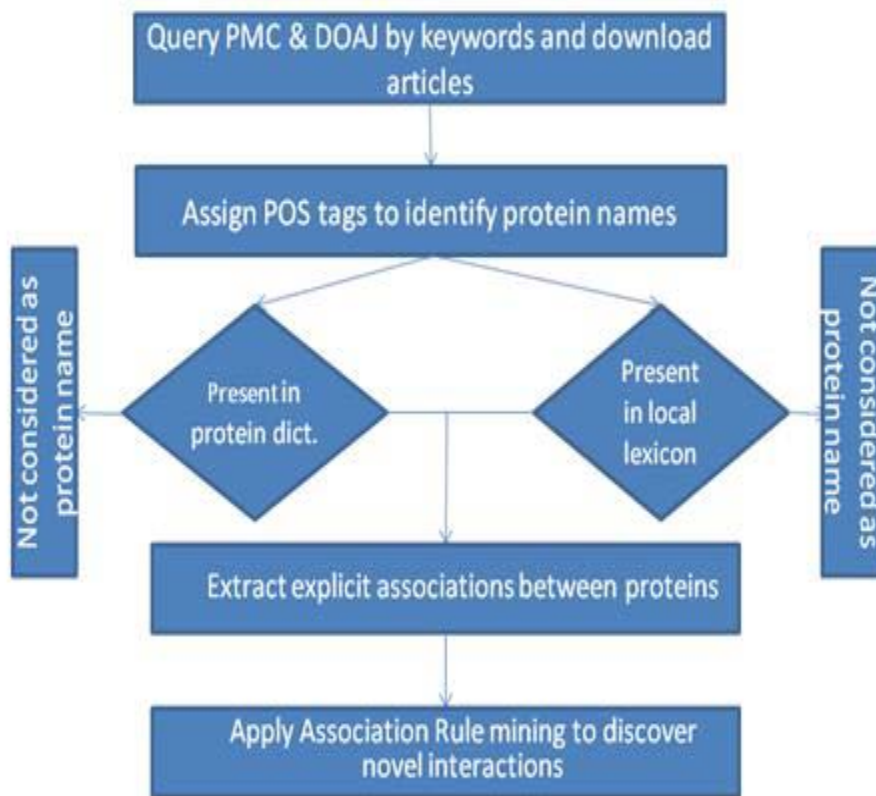 Query PMC & DOAJ by keywords and download
articles
Assign POS tags to identify protein names
Not considered as
protein name
Present in
protein dict.
Present
in local
lexicon
Not considered as
protein name
Extract explicit associations between proteins
Apply Association Rule mining to discover
novel interactions